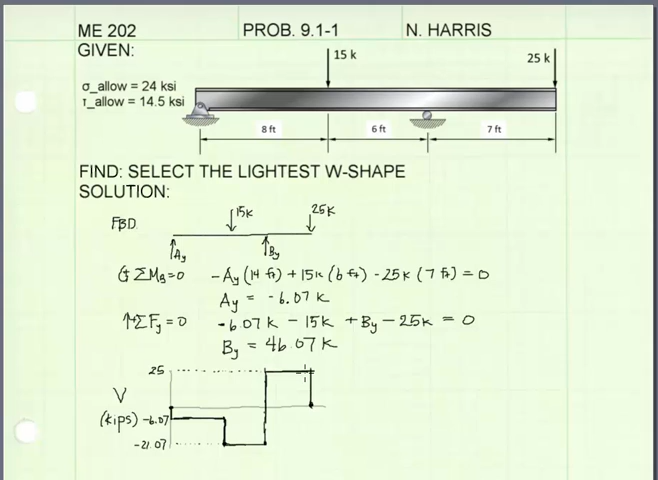 ME 202 PROB. 9.1-1 N. HARRIS
GIVEN:
15 k
25 k
σ_allow = 24 ksi
τ_allow = 14.5 ksi
8 ft 6 ft 7 ft
FIND: SELECT THE LIGHTEST W-SHAPE
SOLUTION:
FBD
15K 25K
Ay By
↺+ ΣM_B=0 -Ay (14 ft) + 15k (6 ft) - 25K (7 ft) = 0
Ay = -6.07 K
↑+ΣFy = 0 -6.07 K - 15K + By - 25K = 0
By = 46.07 K
25
V
(kips) -6.07
-21.07